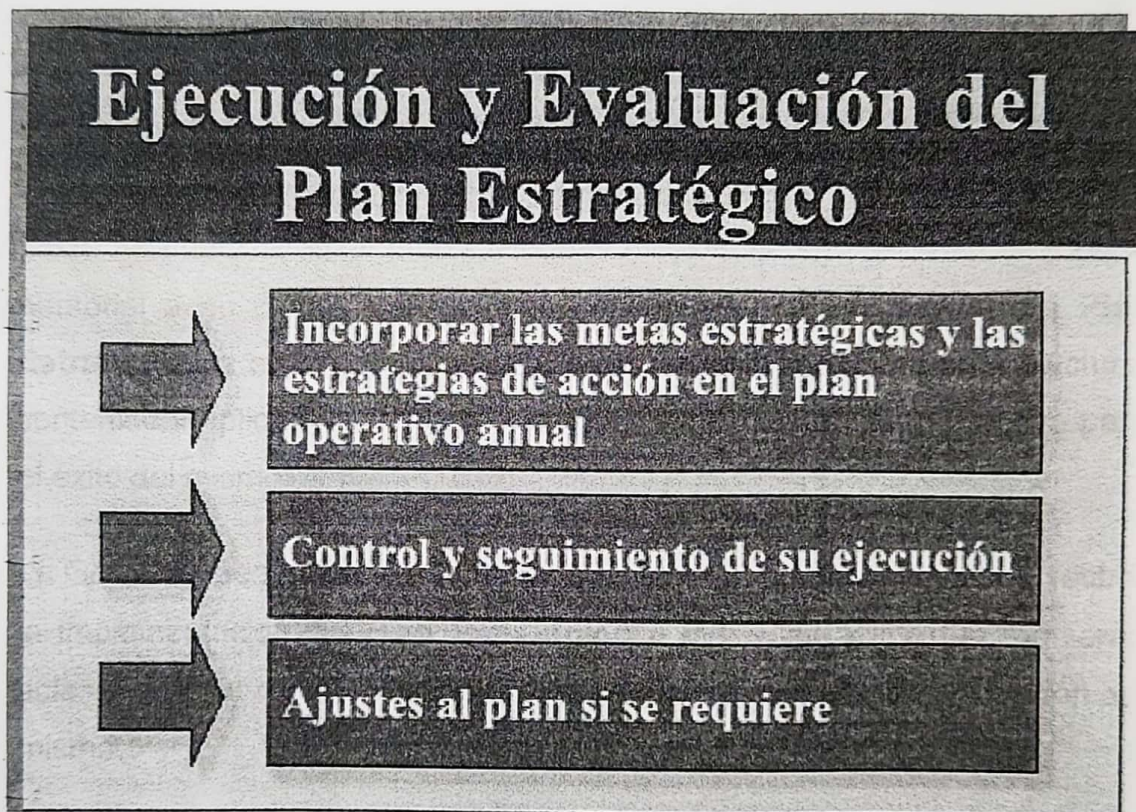 Ejecución y Evaluación del
Plan Estratégico
Incorporar las metas estratégicas y las
estrategias de acción en el plan
operativo anual
Control y seguimiento de su ejecución
Ajustes al plan si se requiere